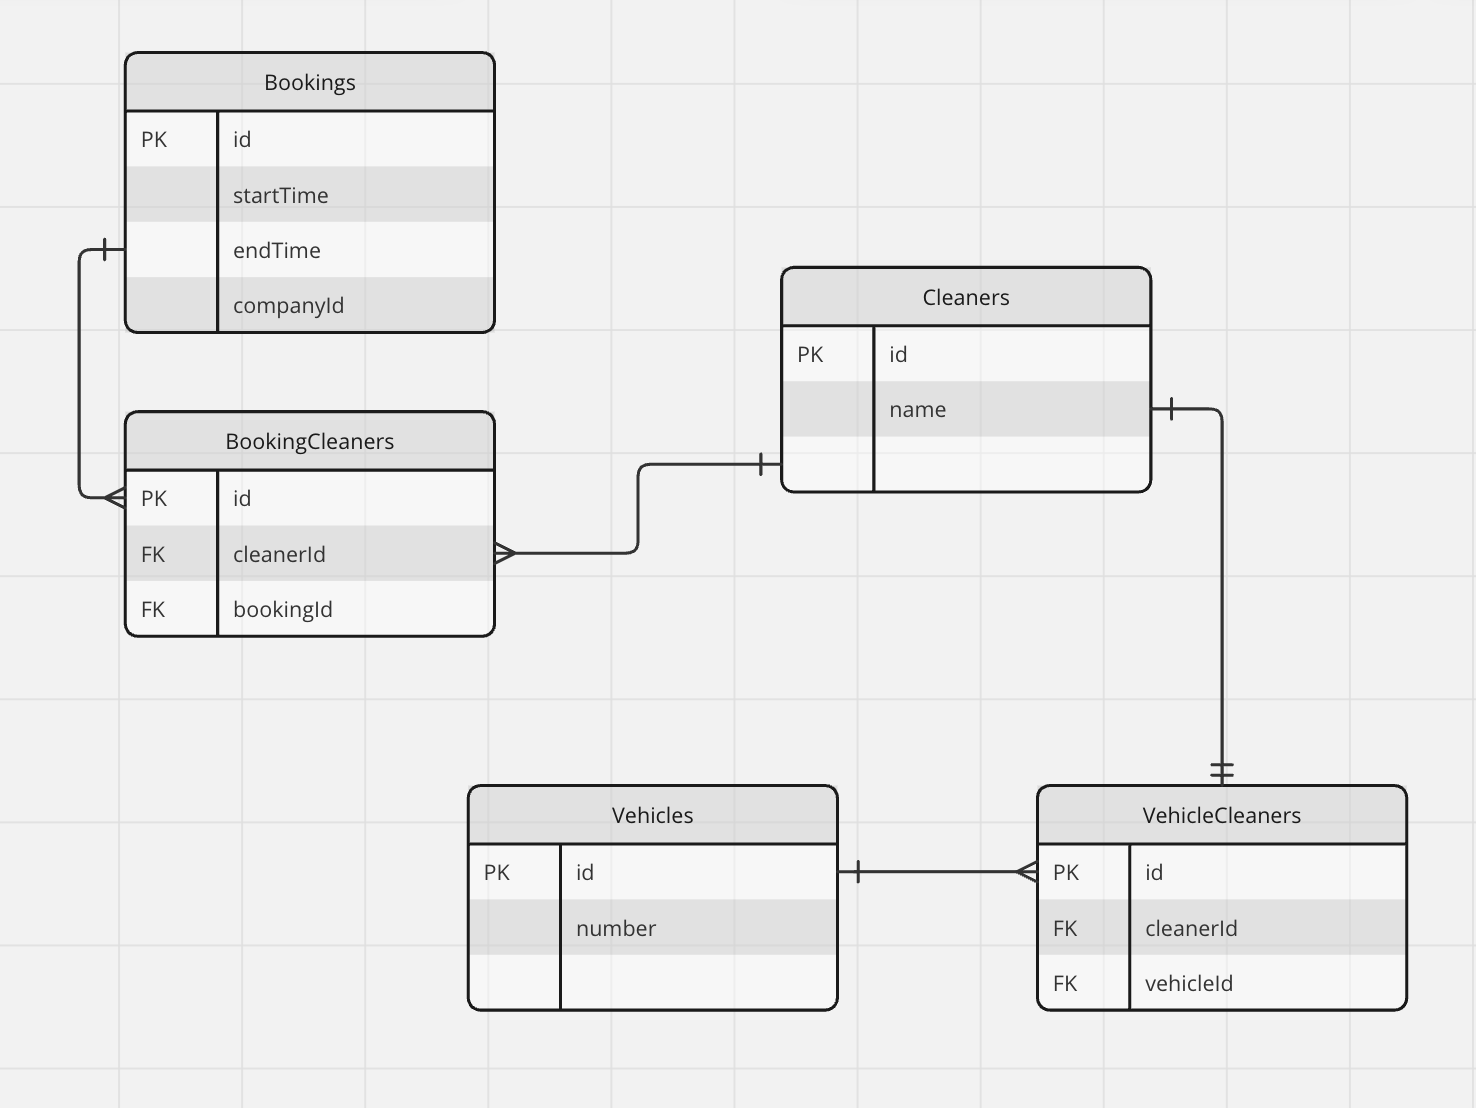 Bookings
PK id
startTime
endTime
companyId
BookingCleaners
PK id
FK cleanerId
FK bookingId
Cleaners
PK id
name
Vehicles
PK id
number
VehicleCleaners
PK id
FK cleanerId
FK vehicleId